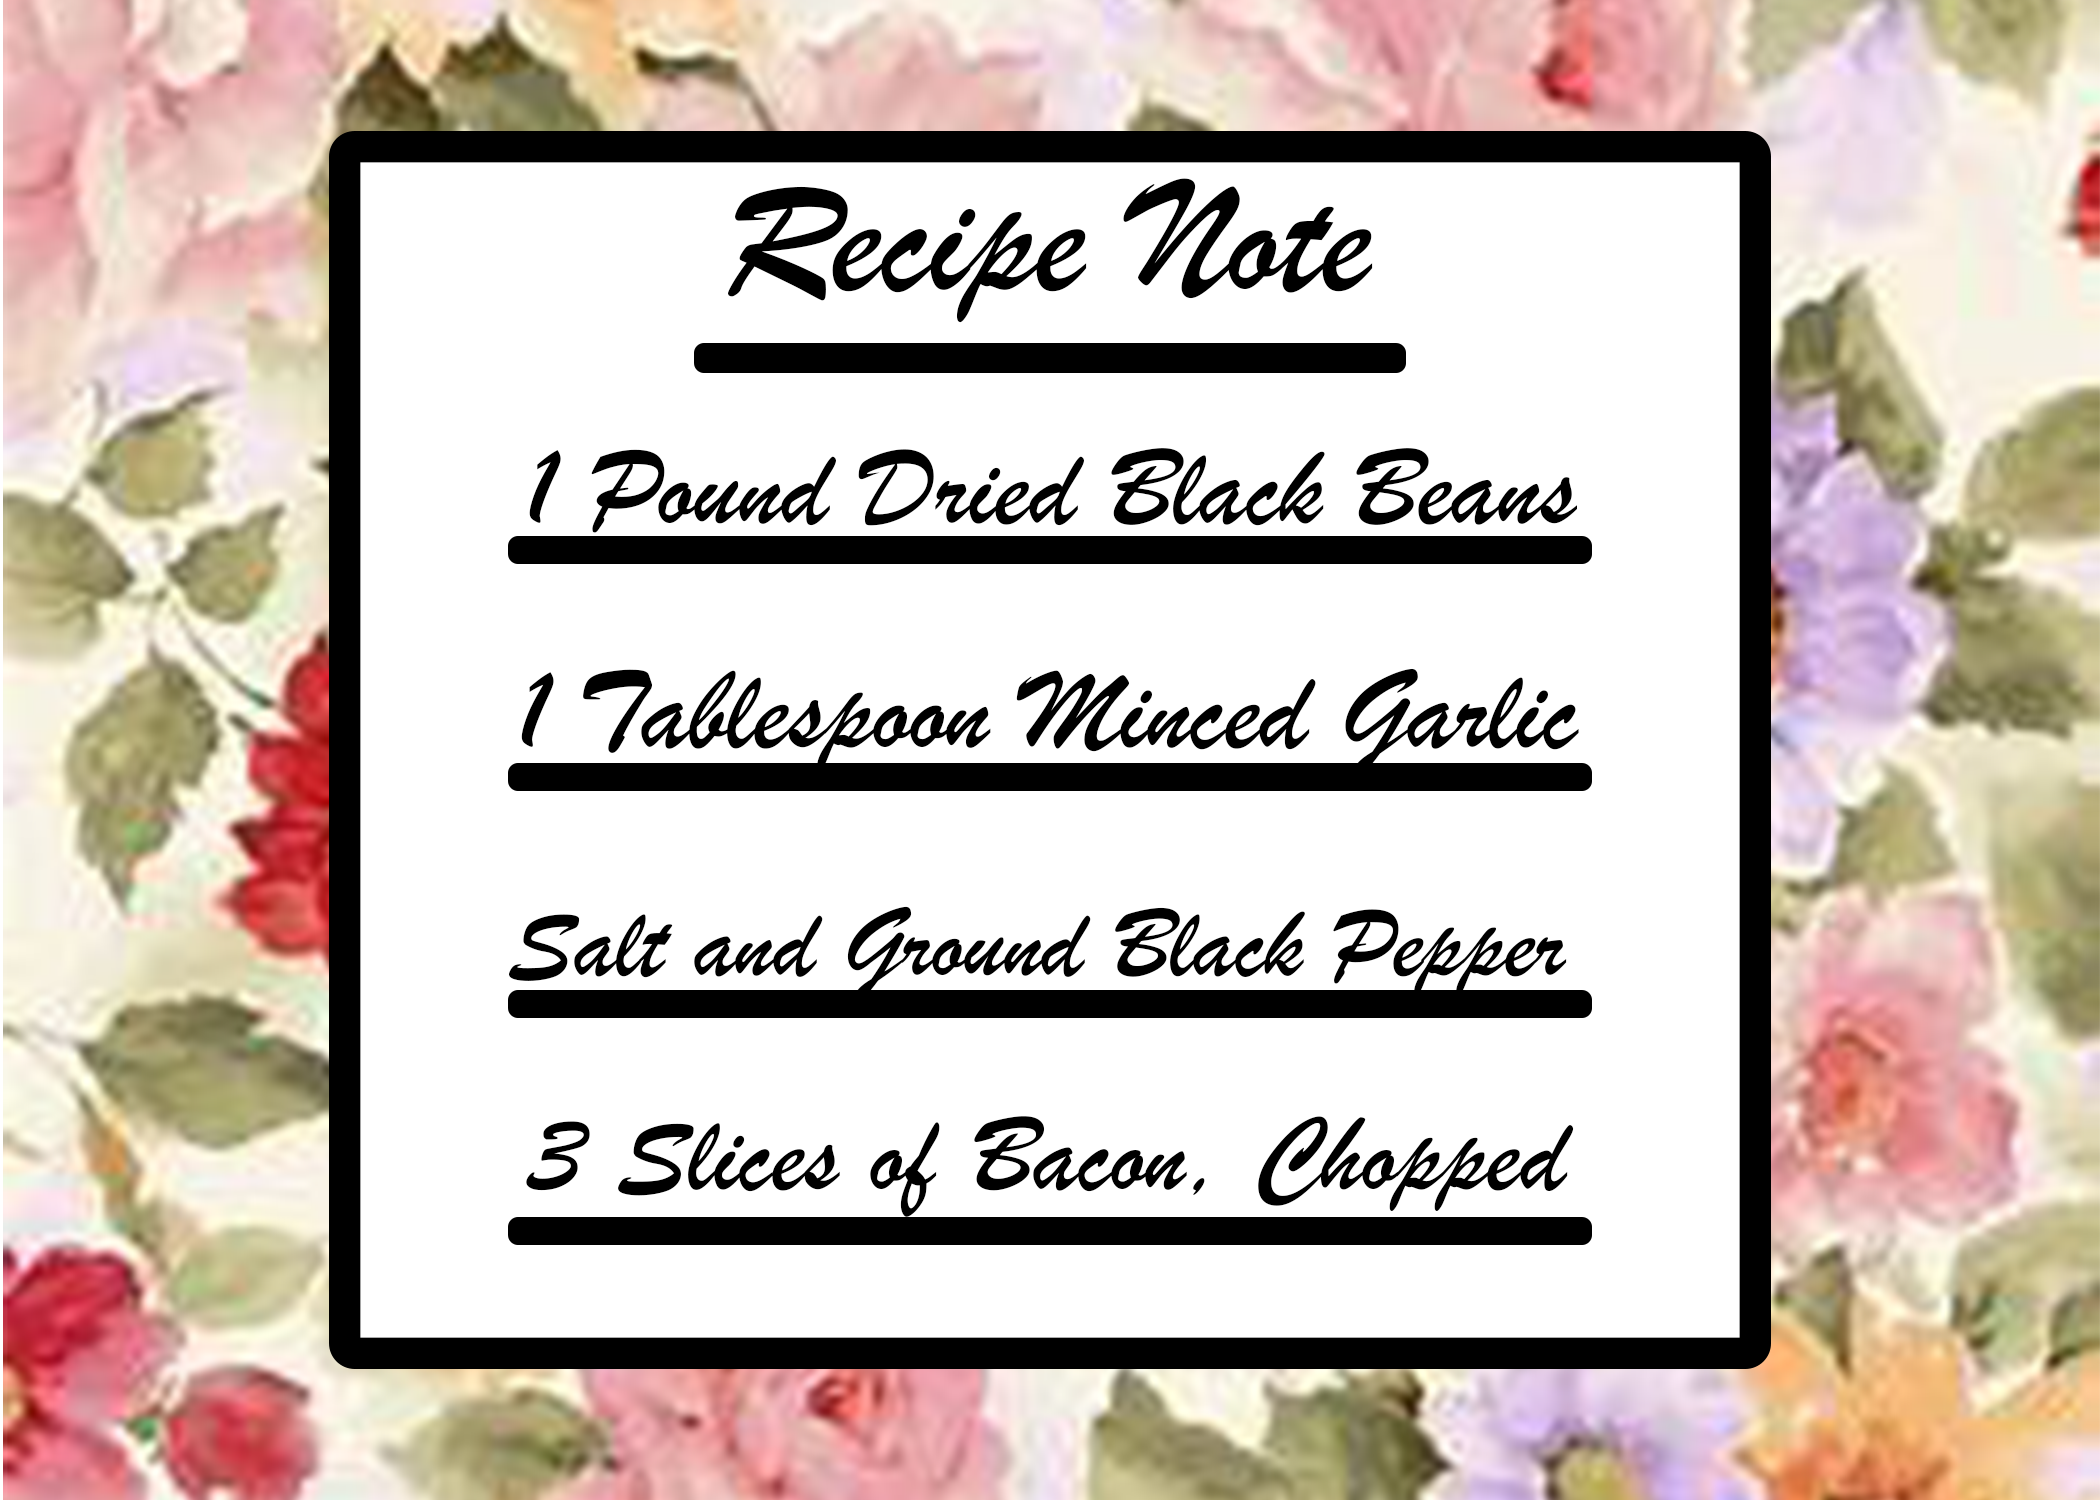 Recipe Note
1 Pound Dried Black Beans
1 Tablespoon Minced Garlic
Salt and Ground Black Pepper
3 Slices of Bacon, Chopped